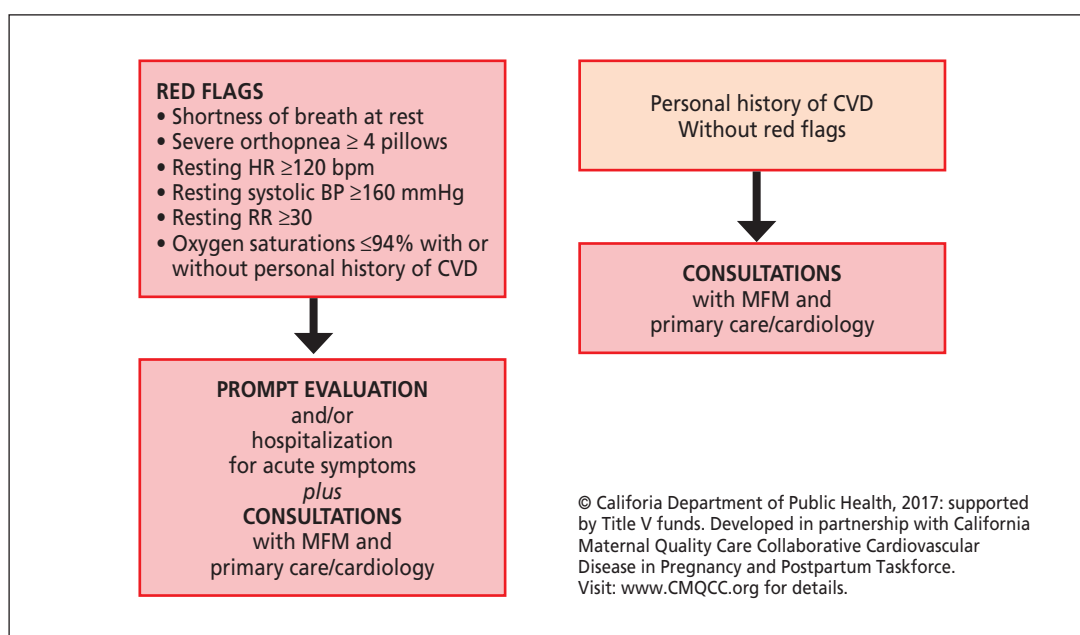 RED FLAGS
• Shortness of breath at rest
• Severe orthopnea ≥ 4 pillows
• Resting HR ≥120 bpm
• Resting systolic BP ≥160 mmHg
• Resting RR ≥30
• Oxygen saturations ≤94% with or
without personal history of CVD
PROMPT EVALUATION
and/or
hospitalization
for acute symptoms
plus
CONSULTATIONS
with MFM and
primary care/cardiology
Personal history of CVD
Without red flags
CONSULTATIONS
with MFM and
primary care/cardiology
© Califoria Department of Public Health, 2017: supported
by Title V funds. Developed in partnership with California
Maternal Quality Care Collaborative Cardiovascular
Disease in Pregnancy and Postpartum Taskforce.
Visit: www.CMQCC.org for details.